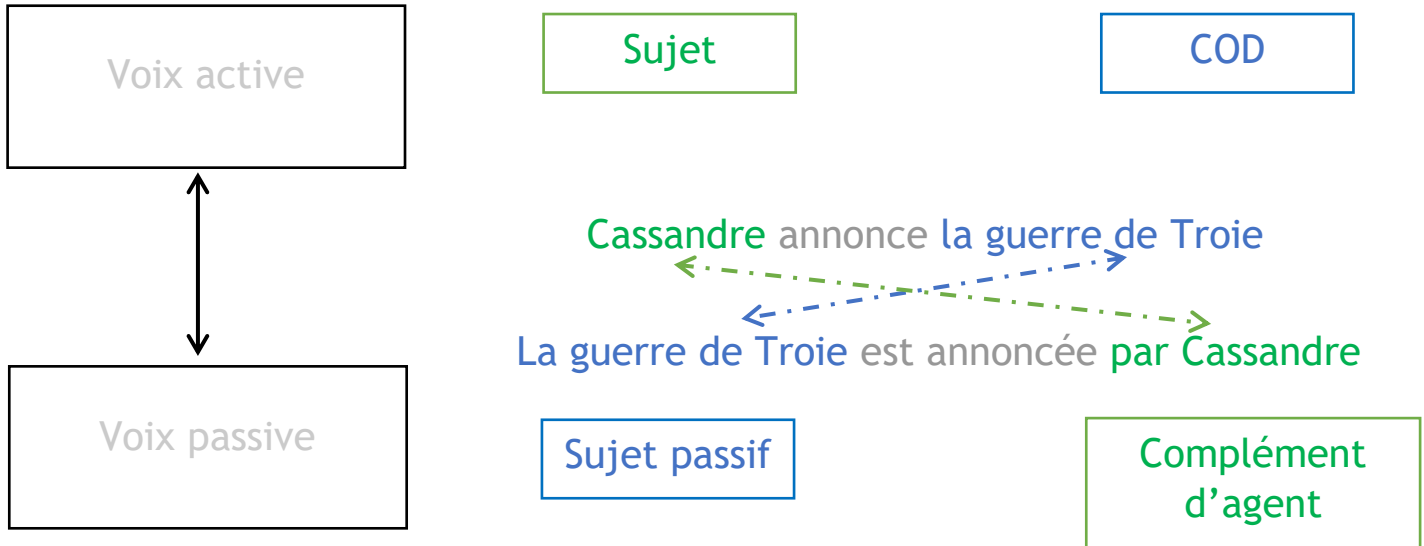 Voix active
Sujet
COD
Cassandre annonce la guerre de Troie
La guerre de Troie est annoncée par Cassandre
Voix passive
Sujet passif
Complément
d’agent